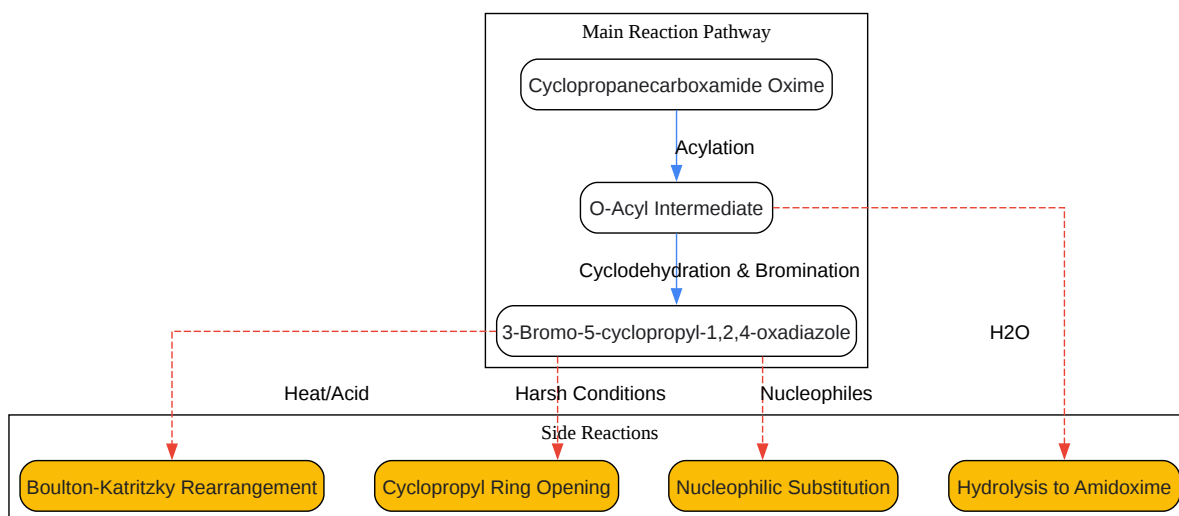 Main Reaction Pathway
Cyclopropanecarboxamide Oxime
Acylation
O-Acyl Intermediate
Cyclodehydration & Bromination
3-Bromo-5-cyclopropyl-1,2,4-oxadiazole
H2O
Heat/Acid
Harsh Conditions
Nucleophiles
Side Reactions
Boulton-Katritzky Rearrangement
Cyclopropyl Ring Opening
Nucleophilic Substitution
Hydrolysis to Amidoxime